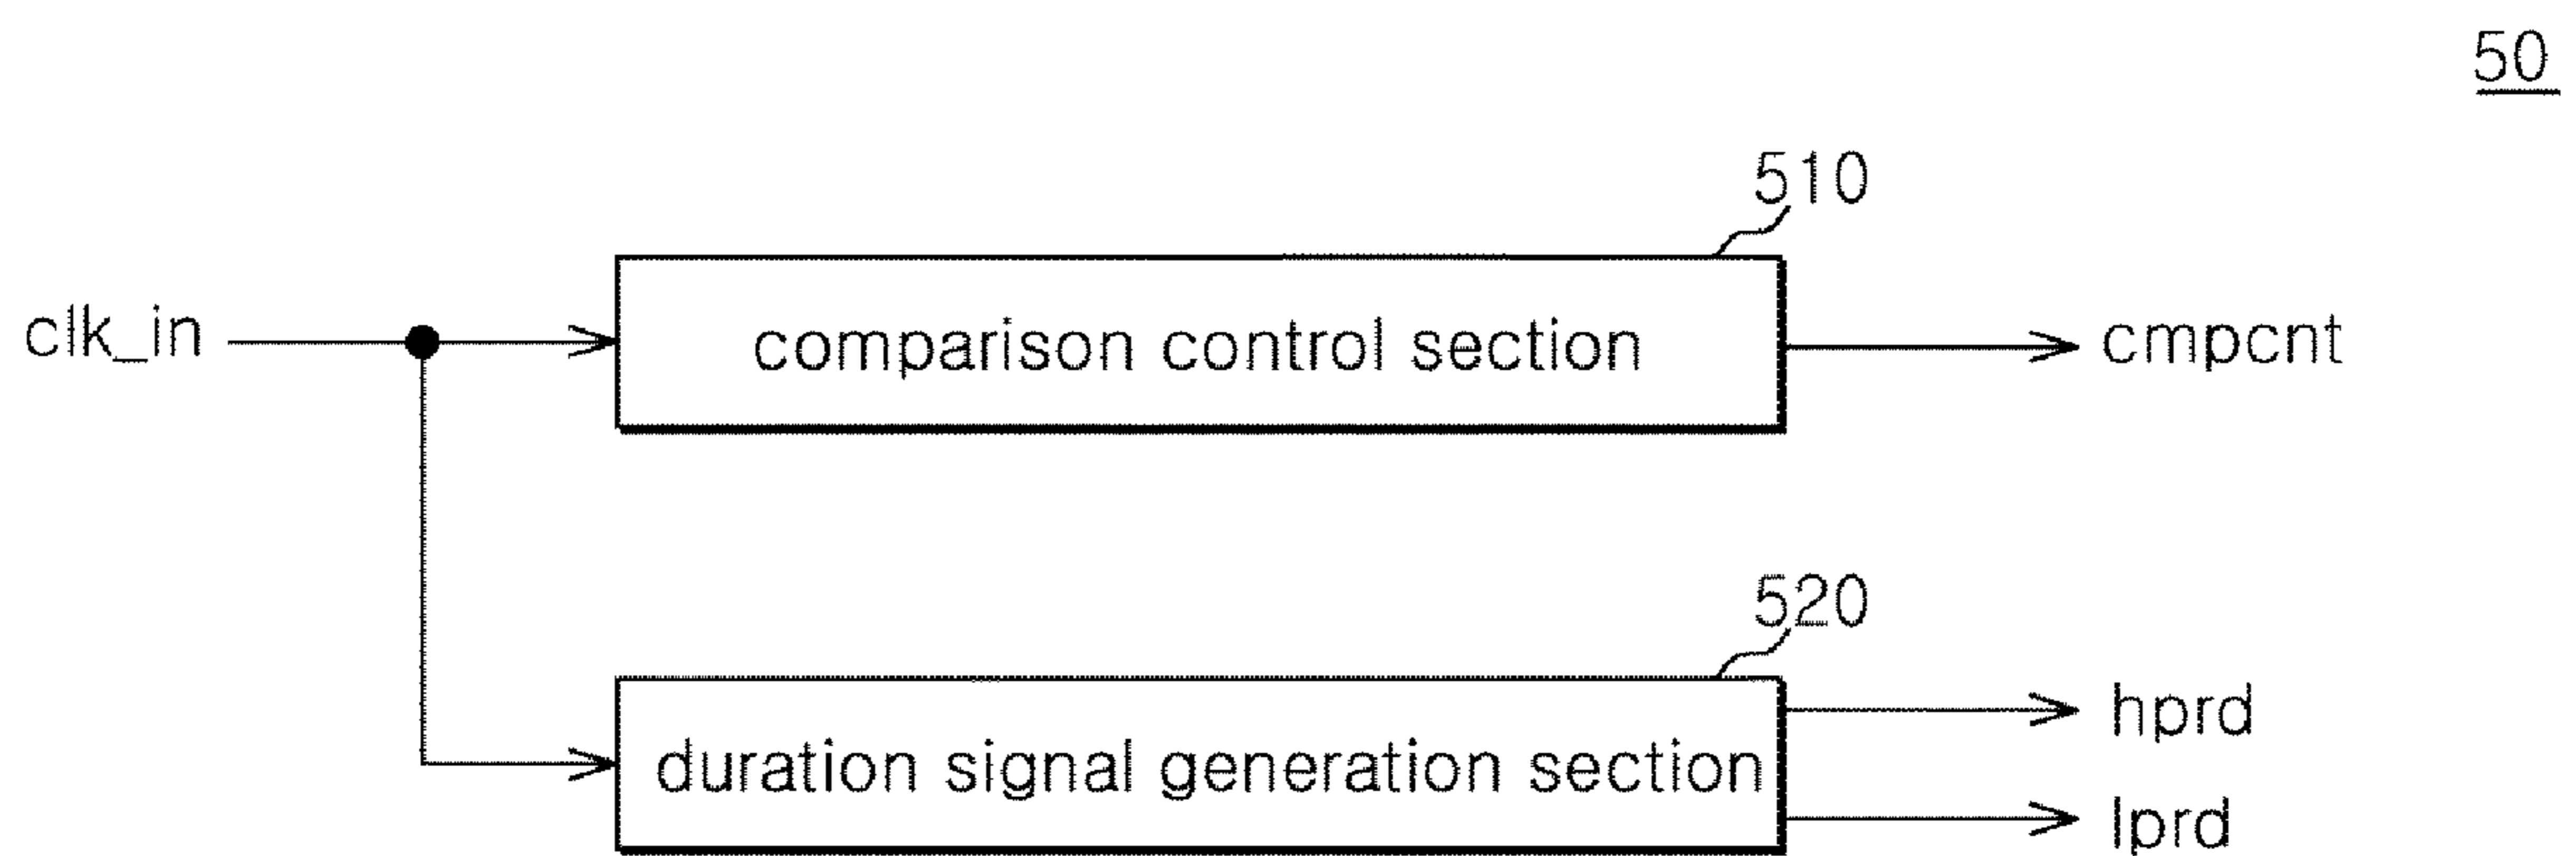 50
510
clk_in
comparison control section
cmpcnt
520
hprd
duration signal generation section
lprd